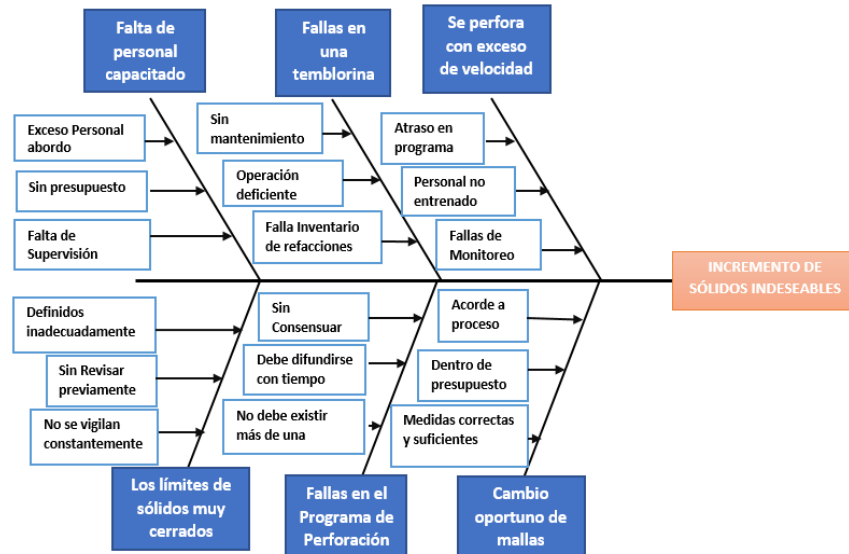 Falta de
personal
capacitado
Fallas en
una
temblorina
Se perfora
con exceso
de velocidad
Exceso Personal
abordo
Sin presupuesto
Falta de
Supervisión
Sin
mantenimiento
Operación
deficiente
Falla Inventario
de refacciones
Atraso en
programa
Personal no
entrenado
Fallas de
Monitoreo
INCREMENTO DE
SÓLIDOS INDESEABLES
Definidos
inadecuadamente
Sin Revisar
previamente
No se vigilan
constantemente
Sin
Consensuar
Debe difundirse
con tiempo
No debe existir
más de una
Acorde a
proceso
Dentro de
presupuesto
Medidas correctas
y suficientes
Los límites de
sólidos muy
cerrados
Fallas en el
Programa de
Perforación
Cambio
oportuno de
mallas